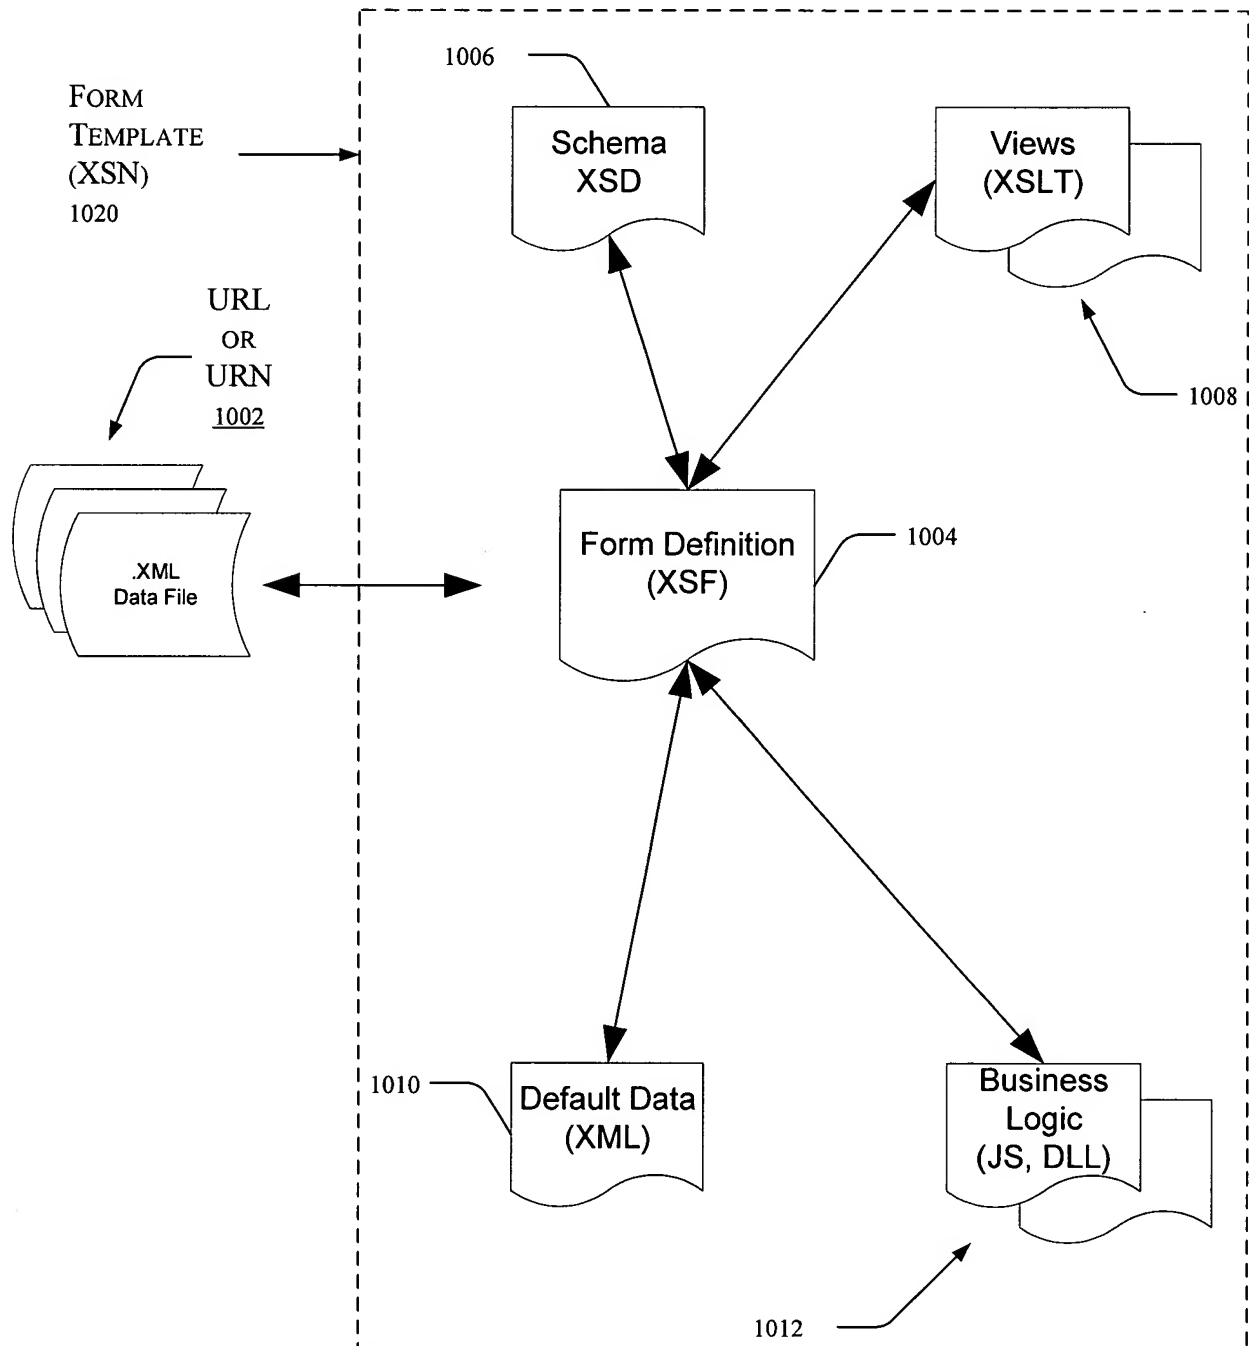 FORM
TEMPLATE
(XSN)
1020
1006
Schema
XSD
Views
(XSLT)
1008
URL
OR
URN
1002
.XML
Data File
Form Definition
(XSF)
1004
1010
Default Data
(XML)
Business
Logic
(JS, DLL)
1012